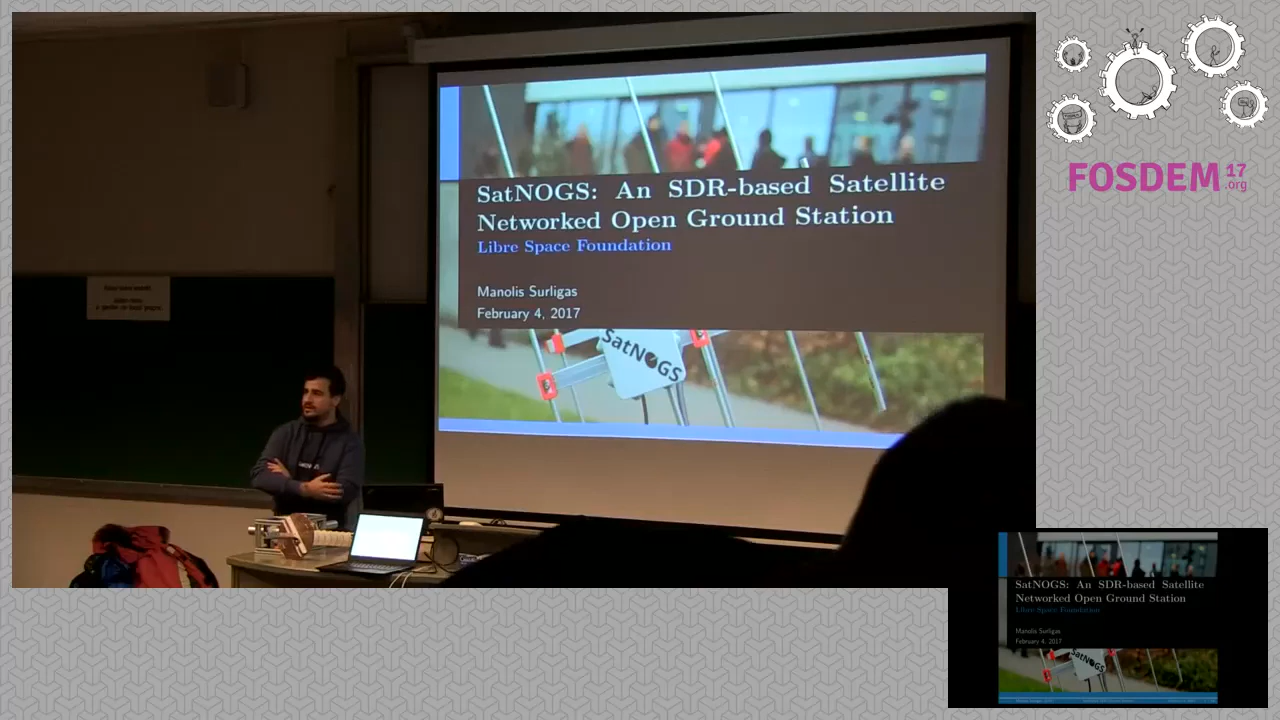 SatNOGS: An SDR-based Satellite
Networked Open Ground Station
Libre Space Foundation
Manolis Surligas
February 4, 2017
SatNOGS
FOSDEM 17
.org
SatNOGS: An SDR-based Satellite
Networked Open Ground Station
Libre Space Foundation
Manolis Surligas
February 4, 2017
SatNOGS